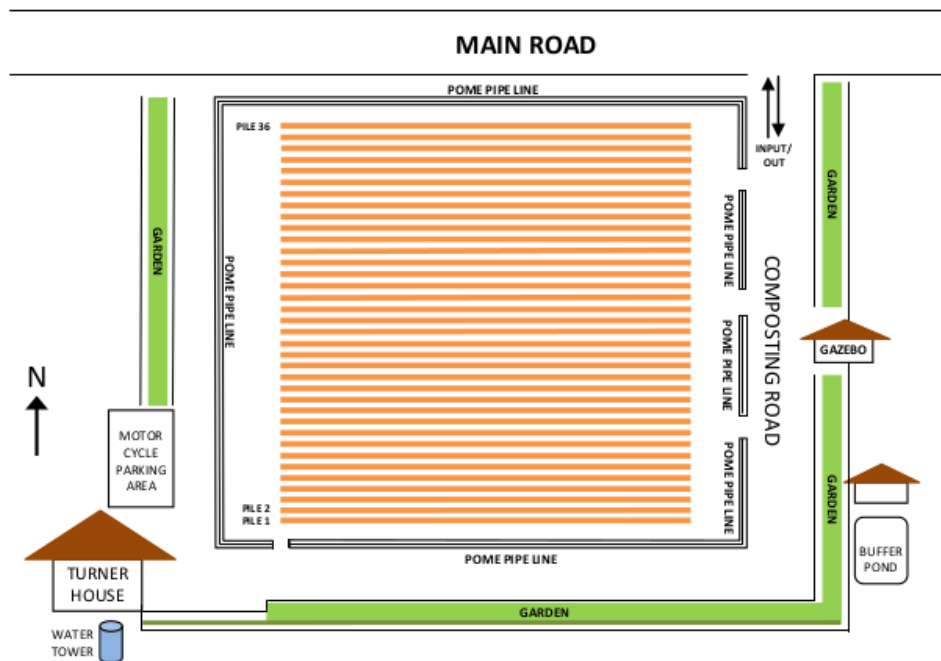 MAIN ROAD
POME PIPE LINE
PILE 36
INPUT/
OUT
GARDEN
GARDEN
POME PIPE LINE
POME PIPE LINE
COMPOSTING ROAD
POME PIPE LINE
GAZEBO
N
MOTOR
CYCLE
PARKING
AREA
POME PIPE LINE
GARDEN
PILE 2
PILE 1
BUFFER
POND
POME PIPE LINE
TURNER
HOUSE
GARDEN
WATER
TOWER